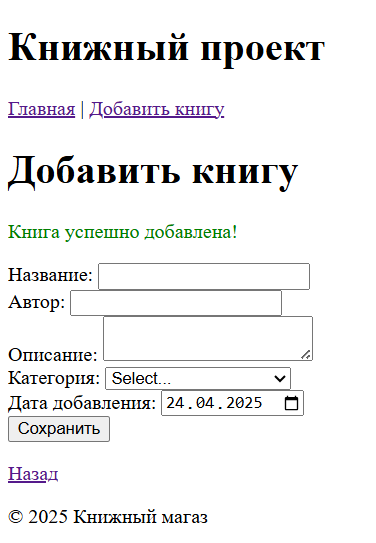 Книжный проект
Главная | Добавить книгу
Добавить книгу
Книга успешно добавлена!
Название:
Автор:
Описание:
Категория: Select...
Дата добавления: 24.04.2025
Сохранить
Назад
© 2025 Книжный магаз